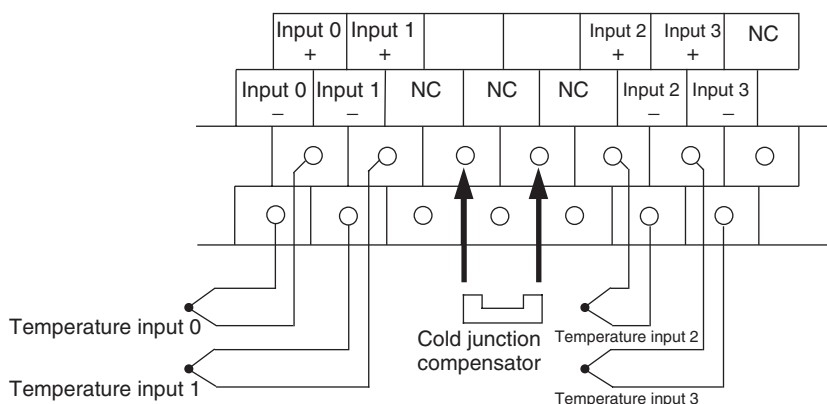 Input 0 Input 1 Input 2 Input 3 NC
+ + + +
Input 0 Input 1 NC NC NC Input 2 Input 3
– – – –
Temperature input 0
Cold junction
compensator
Temperature input 2
Temperature input 1
Temperature input 3